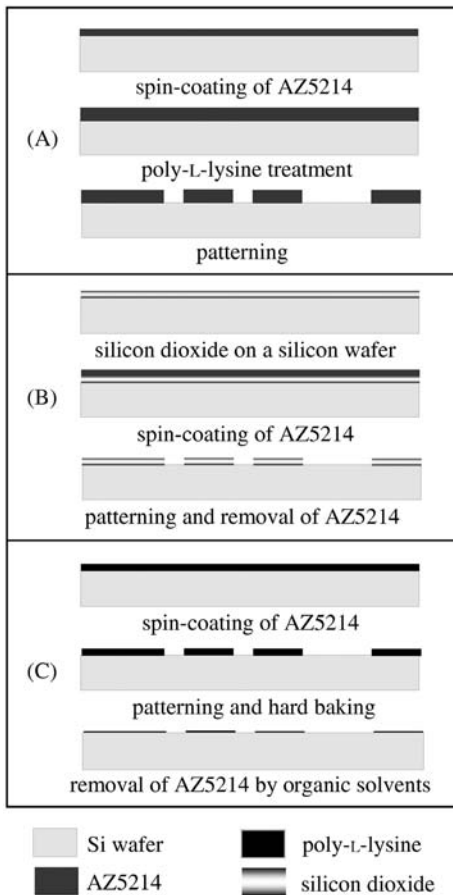 spin-coating of AZ5214
(A)
poly-L-lysine treatment
patterning
silicon dioxide on a silicon wafer
(B)
spin-coating of AZ5214
patterning and removal of AZ5214
spin-coating of AZ5214
(C)
patterning and hard baking
removal of AZ5214 by organic solvents
Si wafer
poly-L-lysine
AZ5214
silicon dioxide